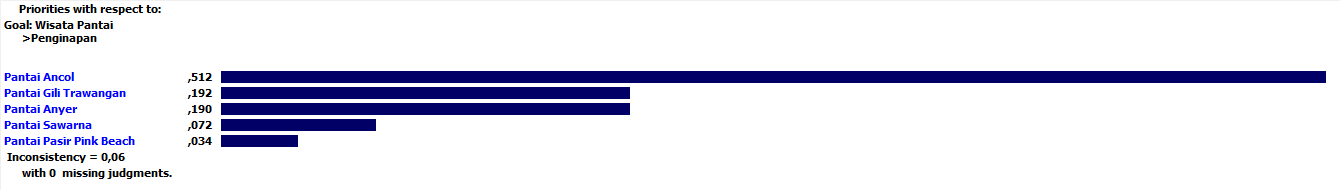 Priorities with respect to:
Goal: Wisata Pantai
>Penginapan
Pantai Ancol ,512
Pantai Gili Trawangan ,192
Pantai Anyer ,190
Pantai Sawarna ,072
Pantai Pasir Pink Beach ,034
Inconsistency = 0,06
with 0 missing judgments.